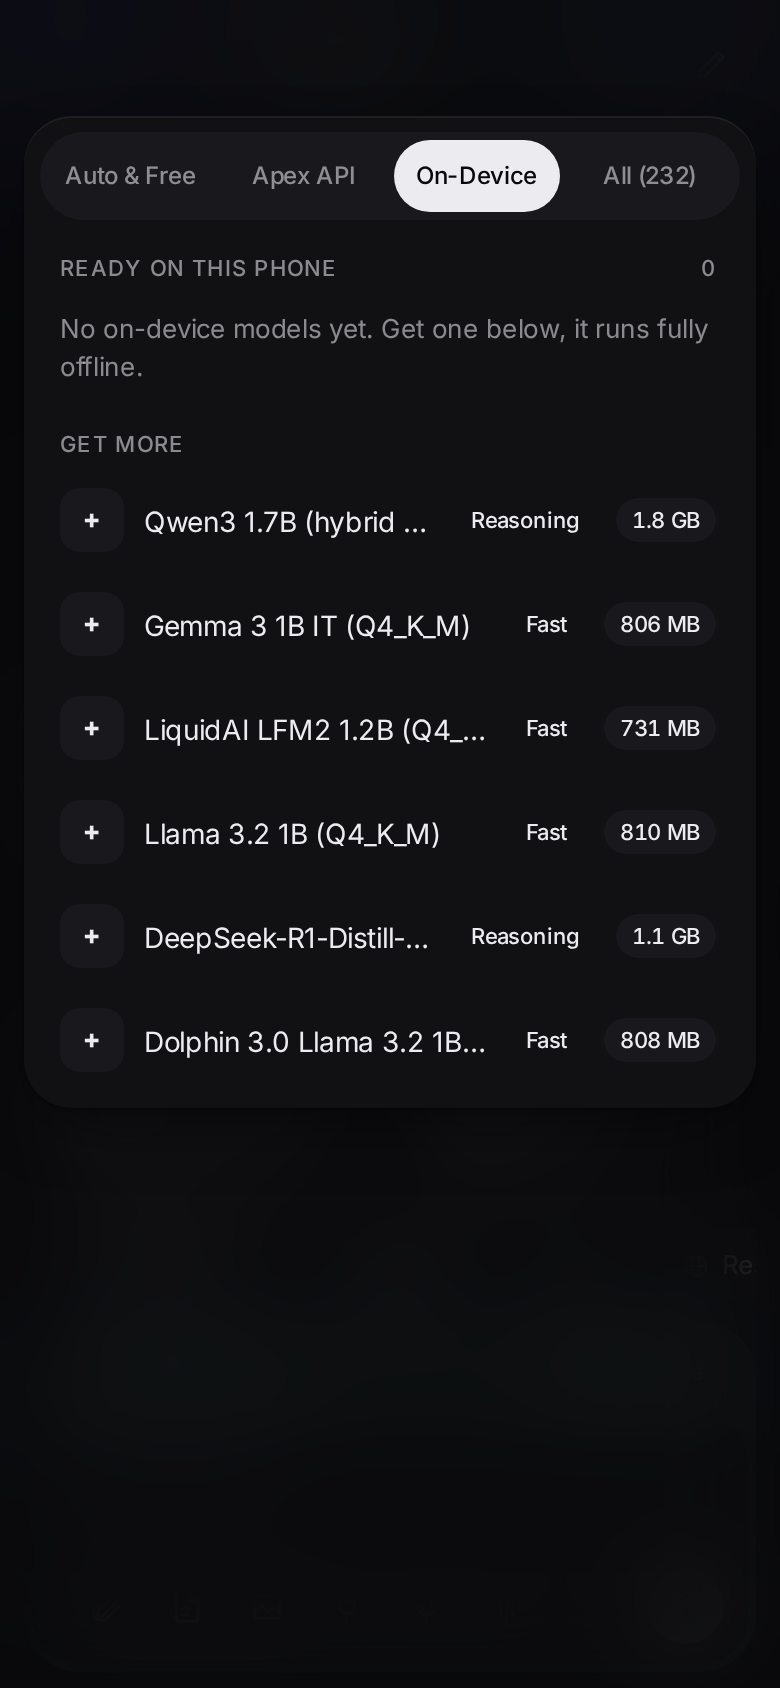 Auto & Free Apex API On-Device All (232)
READY ON THIS PHONE 0
No on-device models yet. Get one below, it runs fully
offline.
GET MORE
+ Qwen3 1.7B (hybrid ... Reasoning 1.8 GB
+ Gemma 3 1B IT (Q4_K_M) Fast 806 MB
+ LiquidAI LFM2 1.2B (Q4_... Fast 731 MB
+ Llama 3.2 1B (Q4_K_M) Fast 810 MB
+ DeepSeek-R1-Distill-... Reasoning 1.1 GB
+ Dolphin 3.0 Llama 3.2 1B... Fast 808 MB
Re